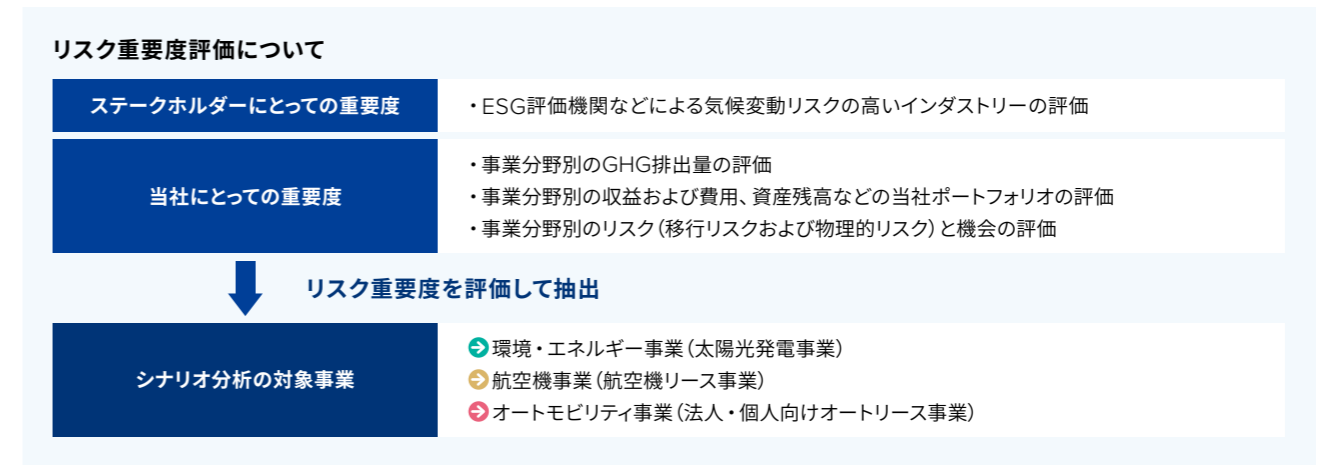 リスク重要度評価について
ステークホルダーにとっての重要度
・ESG評価機関などによる気候変動リスクの高いインダストリーの評価
当社にとっての重要度
・事業分野別のGHG排出量の評価
・事業分野別の収益および費用、資産残高などの当社ポートフォリオの評価
・事業分野別のリスク（移行リスクおよび物理的リスク）と機会の評価
リスク重要度を評価して抽出
シナリオ分析の対象事業
環境・エネルギー事業（太陽光発電事業）
航空機事業（航空機リース事業）
オートモビリティ事業（法人・個人向けオートリース事業）